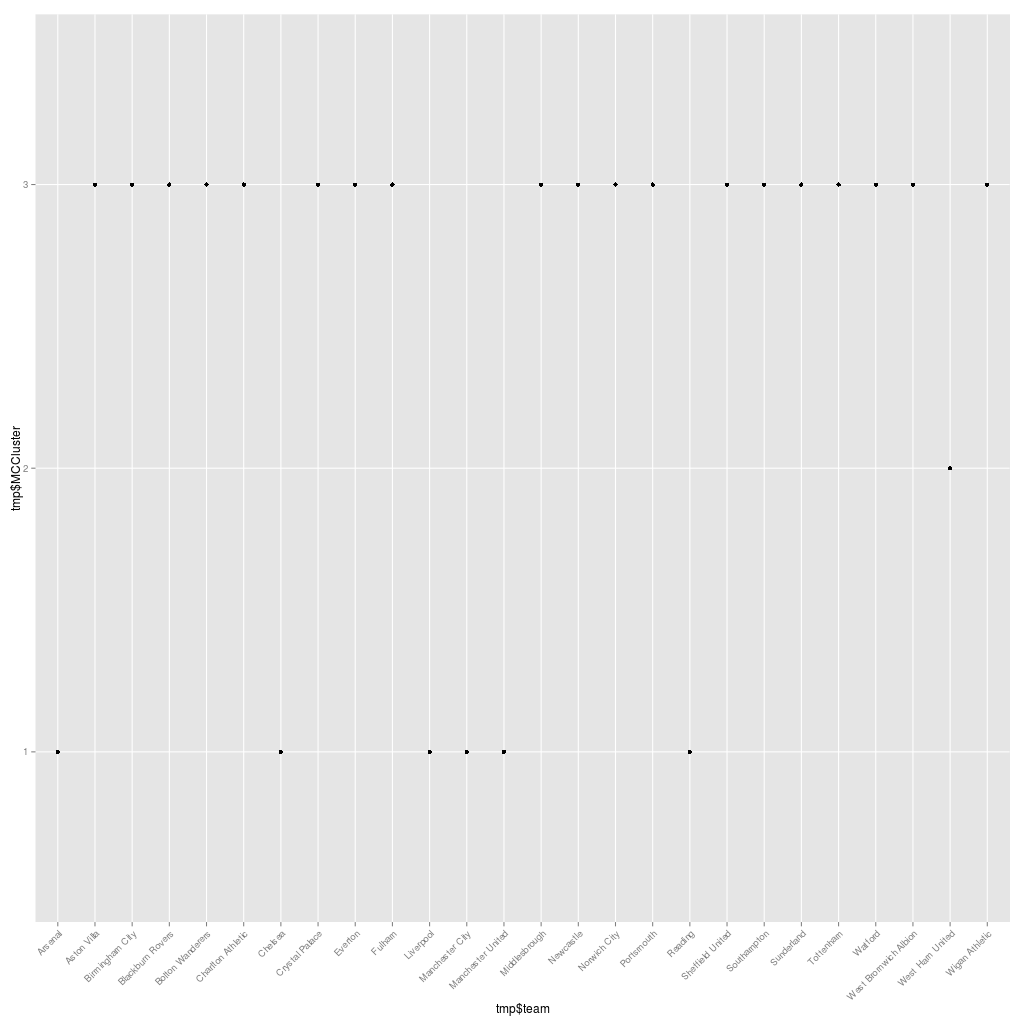 3
2
1
tmp$MCCluster
Arsenal
Aston Villa
Birmingham City
Blackburn Rovers
Bolton Wanderers
Charlton Athletic
Chelsea
Crystal Palace
Everton
Fulham
Liverpool
Manchester City
Manchester United
Middlesbrough
Newcastle
Norwich City
Portsmouth
Reading
Sheffield United
Southampton
Sunderland
Tottenham
Watford
West Bromwich Albion
West Ham United
Wigan Athletic
tmp$team